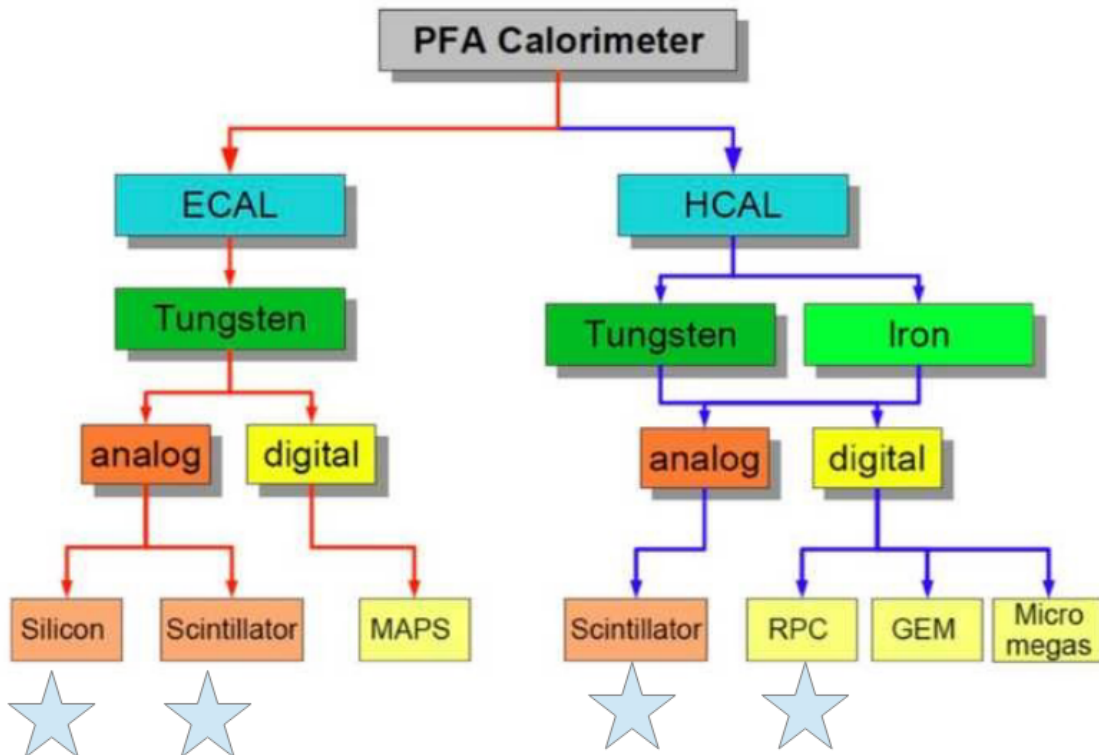 PFA Calorimeter
ECAL
HCAL
Tungsten
Tungsten
Iron
analog
digital
analog
digital
Silicon
Scintillator
MAPS
Scintillator
RPC
GEM
Micro
megas